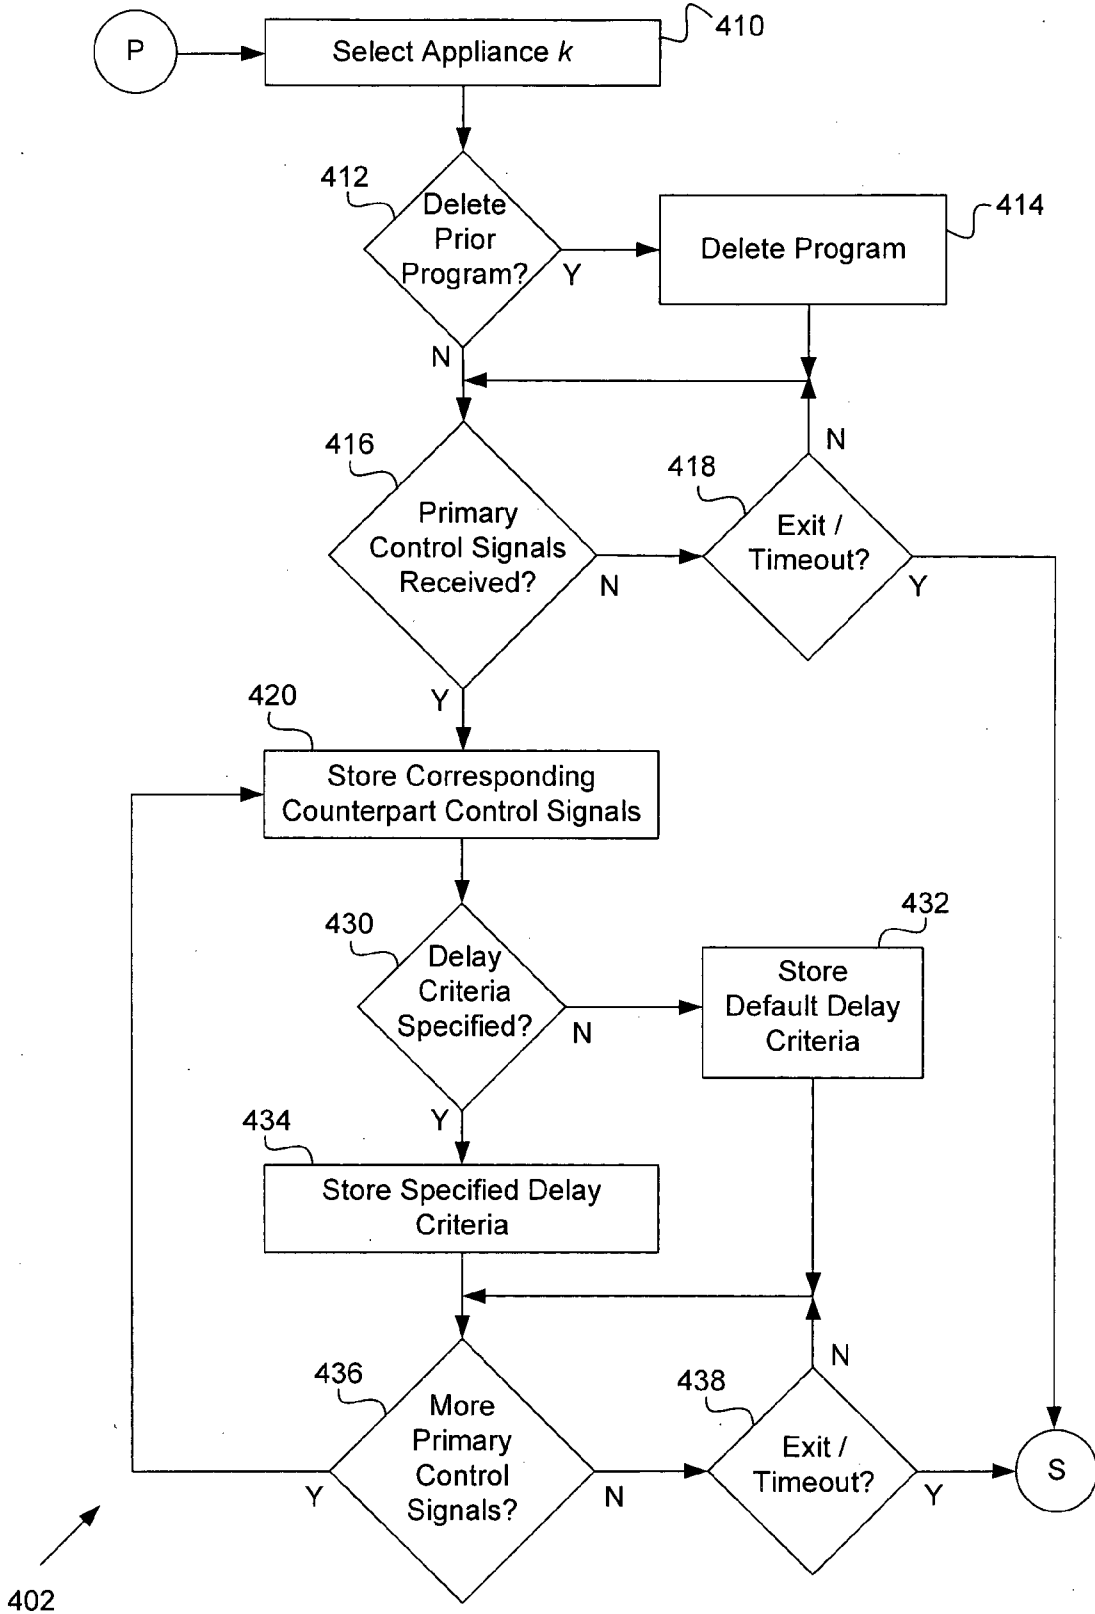 P
Select Appliance k
410
412
Delete
Prior
Program?
Y
N
Delete Program
414
416
Primary
Control Signals
Received?
N
Y
418
Exit /
Timeout?
N
Y
420
Store Corresponding
Counterpart Control Signals
430
Delay
Criteria
Specified?
N
Y
432
Store
Default Delay
Criteria
434
Store Specified Delay
Criteria
436
More
Primary
Control
Signals?
Y
N
438
Exit /
Timeout?
N
Y
S
402